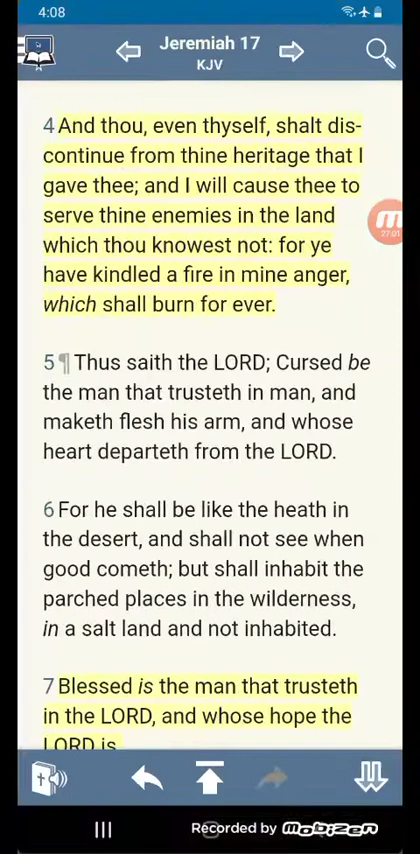 4:08
Jeremiah 17
KJV
4 And thou, even thyself, shalt dis-
continue from thine heritage that I
gave thee; and I will cause thee to
serve thine enemies in the land
which thou knowest not: for ye
have kindled a fire in mine anger,
which shall burn for ever.
27:01
5 ¶ Thus saith the LORD; Cursed be
the man that trusteth in man, and
maketh flesh his arm, and whose
heart departeth from the LORD.
6 For he shall be like the heath in
the desert, and shall not see when
good cometh; but shall inhabit the
parched places in the wilderness,
in a salt land and not inhabited.
7 Blessed is the man that trusteth
in the LORD, and whose hope the
LORD is.
Recorded by mobizen